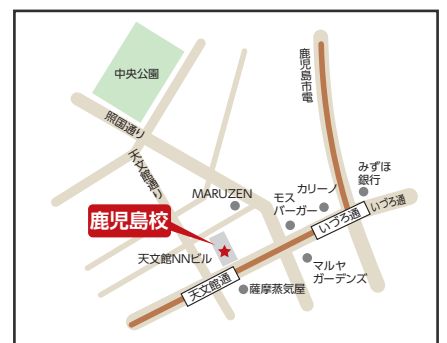 中央公園
鹿児島市電
照国通り
天文館通り
みずほ
銀行
MARUZEN
カリーノ
モス
バーガー
いづろ通
いづろ通
鹿児島校
天文館NNビル
マルヤ
ガーデンズ
天文館通
薩摩蒸気屋